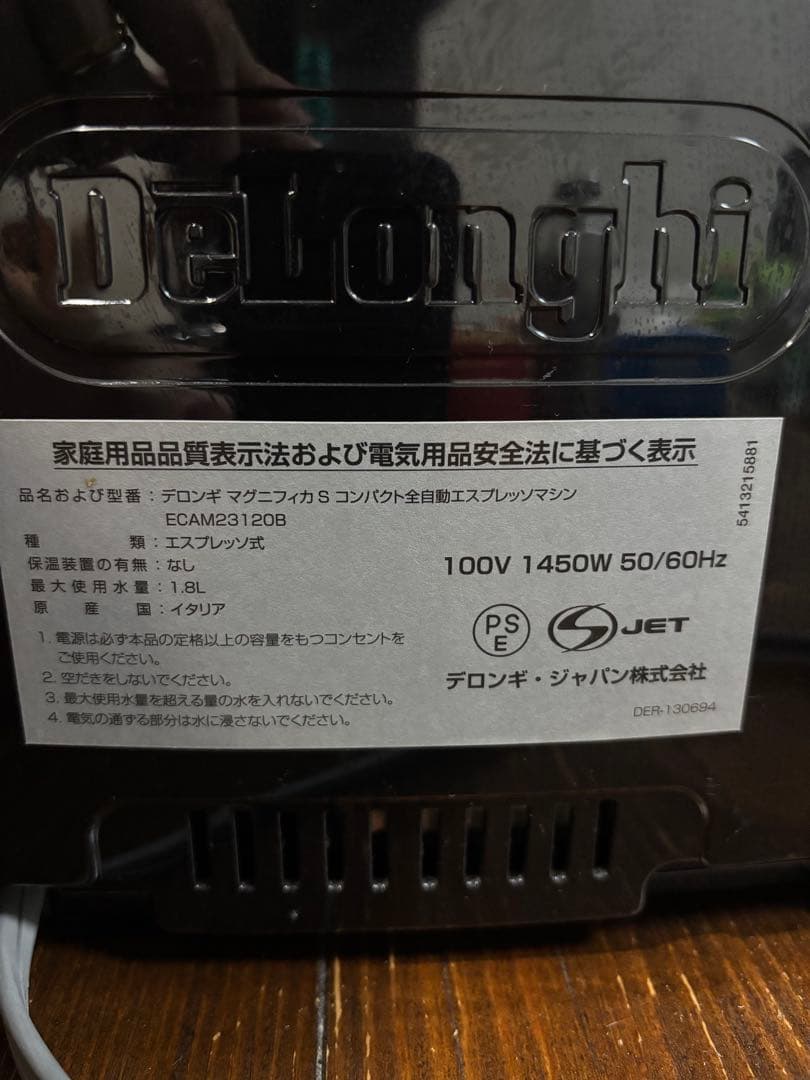 DeLonghi
家庭用品品質表示法および電気用品安全法に基づく表示
品名および型番：デロンギ マグニフィカ S コンパクト全自動エスプレッソマシン
ECAM23120B
種　　　　　類：エスプレッソ式
保温装置の有無：なし
最大使用水量：1.8L
原　産　国：イタリア
1. 電源は必ず本品の定格以上の容量をもつコンセントを
ご使用ください。
2. 空だきをしないでください。
3. 最大使用水量を超える量の水を入れないでください。
4. 電気の通ずる部分は水に浸さないでください。
100V 1450W 50/60Hz
PS
E
S JET
デロンギ・ジャパン株式会社
DER-130694
5413215881